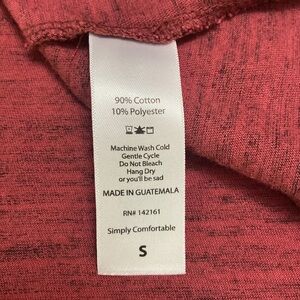 90% Cotton
10% Polyester
Machine Wash Cold
Gentle Cycle
Do Not Bleach
Hang Dry
or you'll be sad
MADE IN GUATEMALA
RN# 142161
Simply Comfortable
S